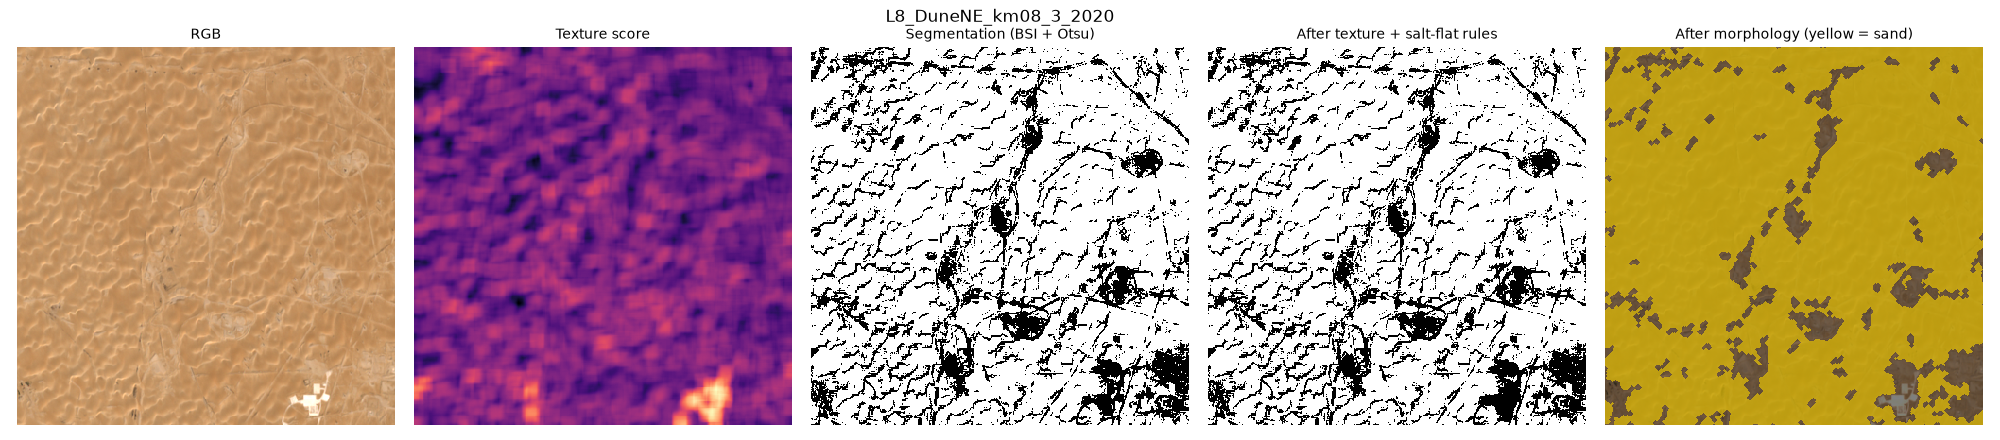 L8_DuneNE_km08_3_2020
RGB
Texture score
Segmentation (BSI + Otsu)
After texture + salt-flat rules
After morphology (yellow = sand)